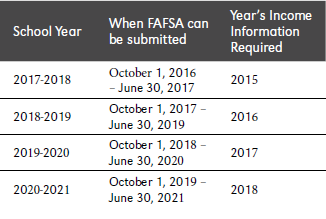 School Year
When FAFSA can
be submitted
Year's Income
Information
Required
2017-2018
October 1, 2016
– June 30, 2017
2015
2018-2019
October 1, 2017 –
June 30, 2019
2016
2019-2020
October 1, 2018 –
June 30, 2020
2017
2020-2021
October 1, 2019 –
June 30, 2021
2018